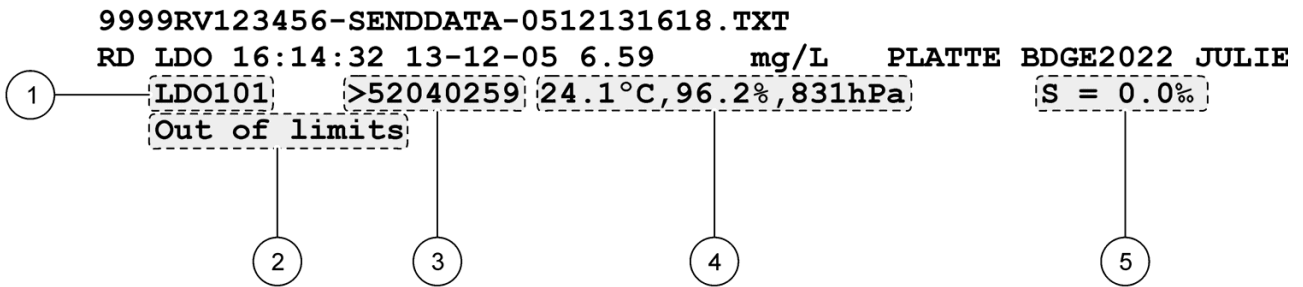 9999RV123456-SENDDATA-0512131618.TXT
RD LDO 16:14:32 13-12-05 6.59 mg/L PLATTE BDGE2022 JULIE
1 LDO101 >52040259 24.1°C,96.2%,831hPa S = 0.0‰
Out of limits
2 3 4 5